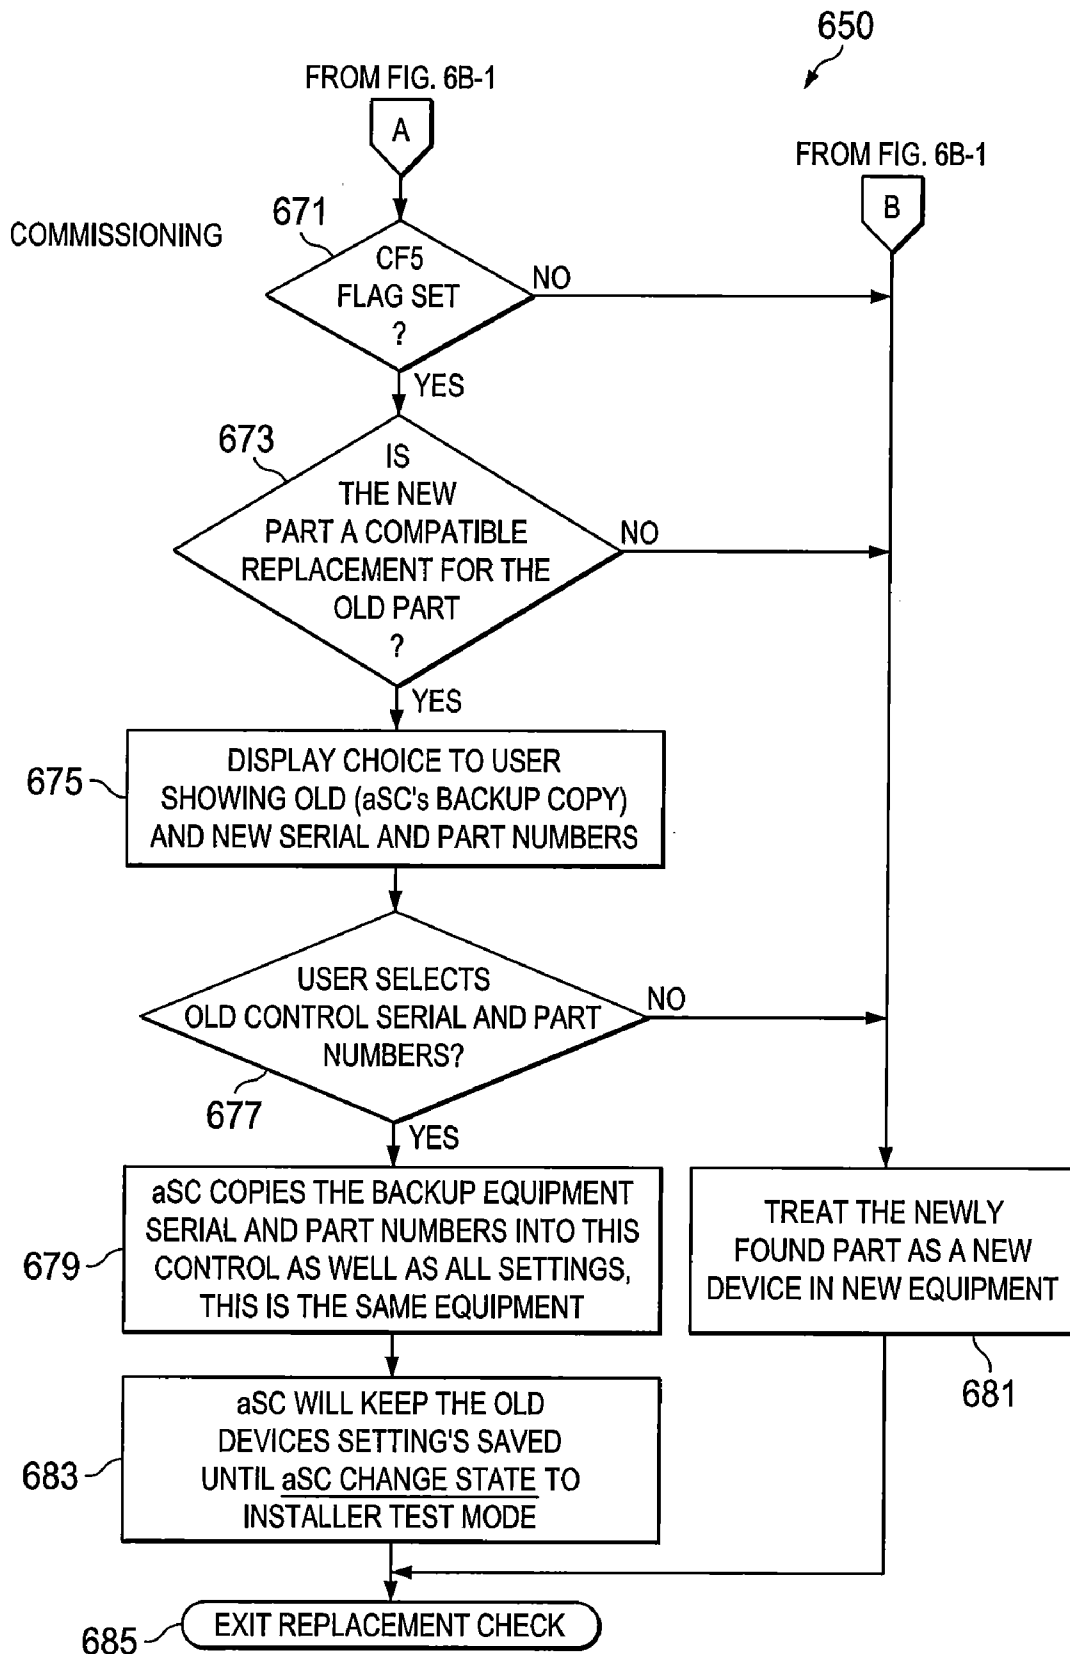 650
FROM FIG. 6B-1
A
FROM FIG. 6B-1
B
COMMISSIONING
671
CF5
FLAG SET
?
NO
YES
673
IS
THE NEW
PART A COMPATIBLE
REPLACEMENT FOR THE
OLD PART
?
NO
YES
675
DISPLAY CHOICE TO USER
SHOWING OLD (aSC's BACKUP COPY)
AND NEW SERIAL AND PART NUMBERS
USER SELECTS
OLD CONTROL SERIAL AND PART
NUMBERS?
NO
677
YES
679
aSC COPIES THE BACKUP EQUIPMENT
SERIAL AND PART NUMBERS INTO THIS
CONTROL AS WELL AS ALL SETTINGS,
THIS IS THE SAME EQUIPMENT
TREAT THE NEWLY
FOUND PART AS A NEW
DEVICE IN NEW EQUIPMENT
681
683
aSC WILL KEEP THE OLD
DEVICES SETTING'S SAVED
UNTIL aSC CHANGE STATE TO
INSTALLER TEST MODE
685
EXIT REPLACEMENT CHECK